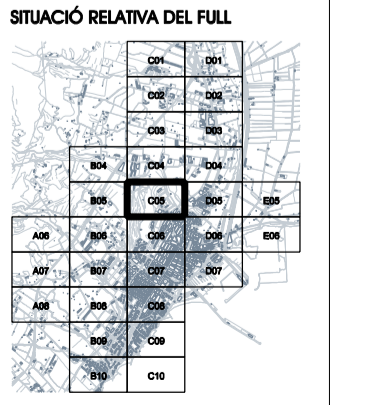 SITUACIÓ RELATIVA DEL FULL
C01 D01
C02 D02
C03 D03
B04 C04 D04
B05 C05 D05 E05
A06 B06 C06 D06 E06
A07 B07 C07 D07
A08 B08 C08
B09 C09
B10 C10